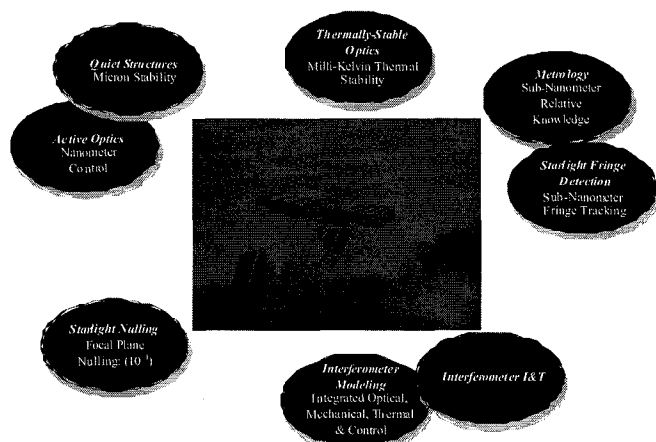 Thermally-Stable
Optics
Milli-Kelvin Thermal
Stability
Quiet Structures
Micron Stability
Metrology
Sub-Nanometer
Relative
Knowledge
Active Optics
Nanometer
Control
Starlight Fringe
Detection
Sub-Nanometer
Fringe Tracking
Starlight Nulling
Focal Plane
Nulling: (10
Interferometer
Modeling
Integrated Optical,
Mechanical, Thermal
& Control
Interferometer I&T